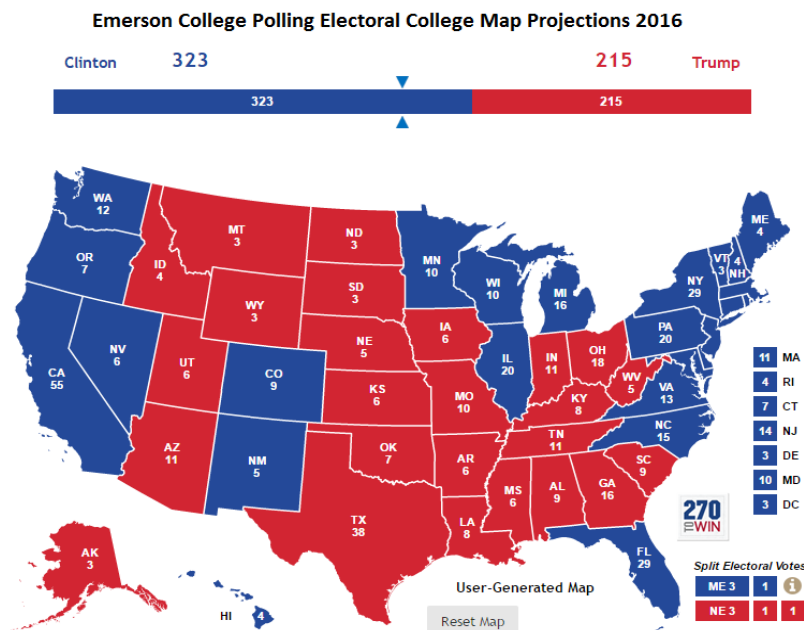 Emerson College Polling Electoral College Map Projections 2016
Clinton 323 215 Trump
323 215
WA
12
OR
7
CA
55
NV
6
ID
4
MT
3
WY
3
UT
6
AZ
11
CO
9
NM
5
ND
3
SD
3
NE
5
KS
6
OK
7
TX
38
MN
10
IA
6
MO
10
AR
6
LA
8
WI
10
IL
20
MI
16
IN
11
OH
18
KY
8
TN
11
MS
6
AL
9
GA
16
FL
29
SC
9
NC
15
VA
13
WV
5
PA
20
NY
29
VT
3
4
NH
ME
4
11 MA
4 RI
7 CT
14 NJ
3 DE
10 MD
3 DC
AK
3
HI 4
270
TO WIN
User-Generated Map
Reset Map
Split Electoral Votes
ME 3 1 i
NE 3 1 1